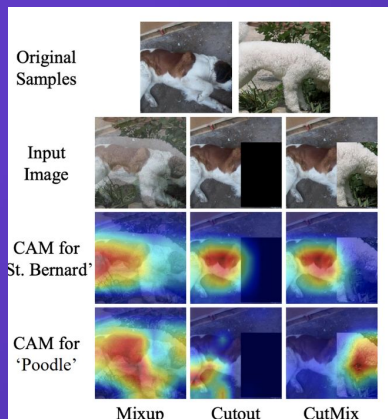 Original
Samples
Input
Image
CAM for
St. Bernard’
CAM for
‘Poodle’
Mixup Cutout CutMix